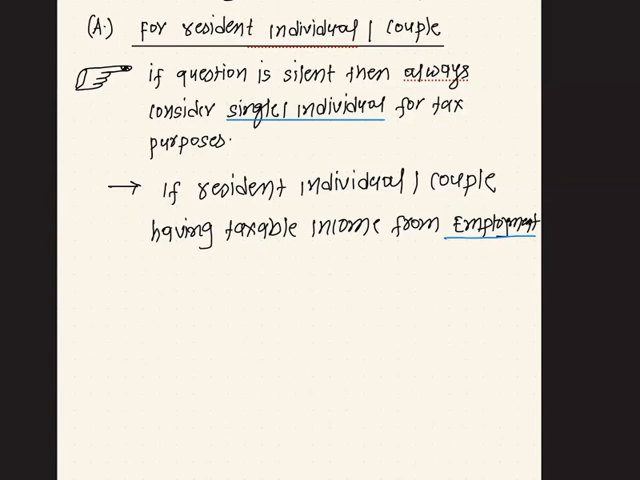 (A.) For resident individual | couple
if question is silent then always
consider single | individual for tax
purposes.
→ If resident individual | couple
having taxable income from Employment